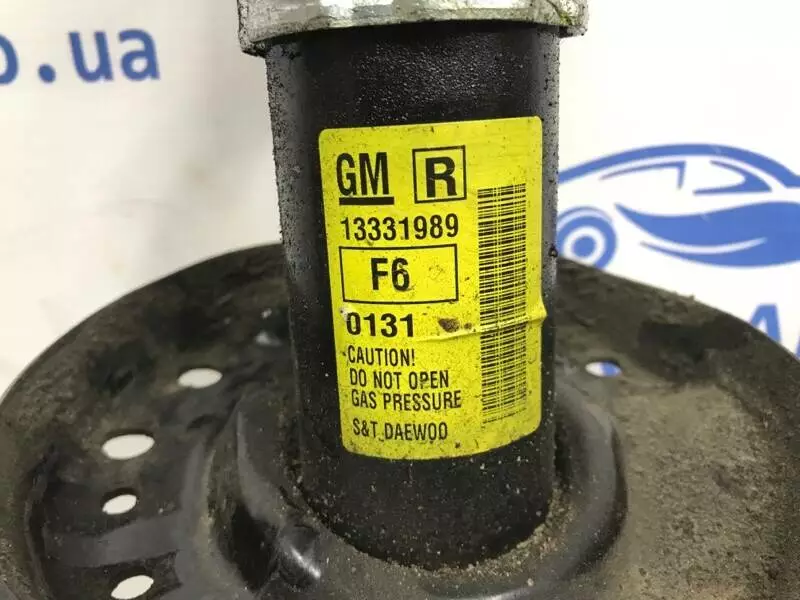 o.ua
GM R
13331989
F6
0131
CAUTION!
DO NOT OPEN
GAS PRESSURE
S&T DAEWOO